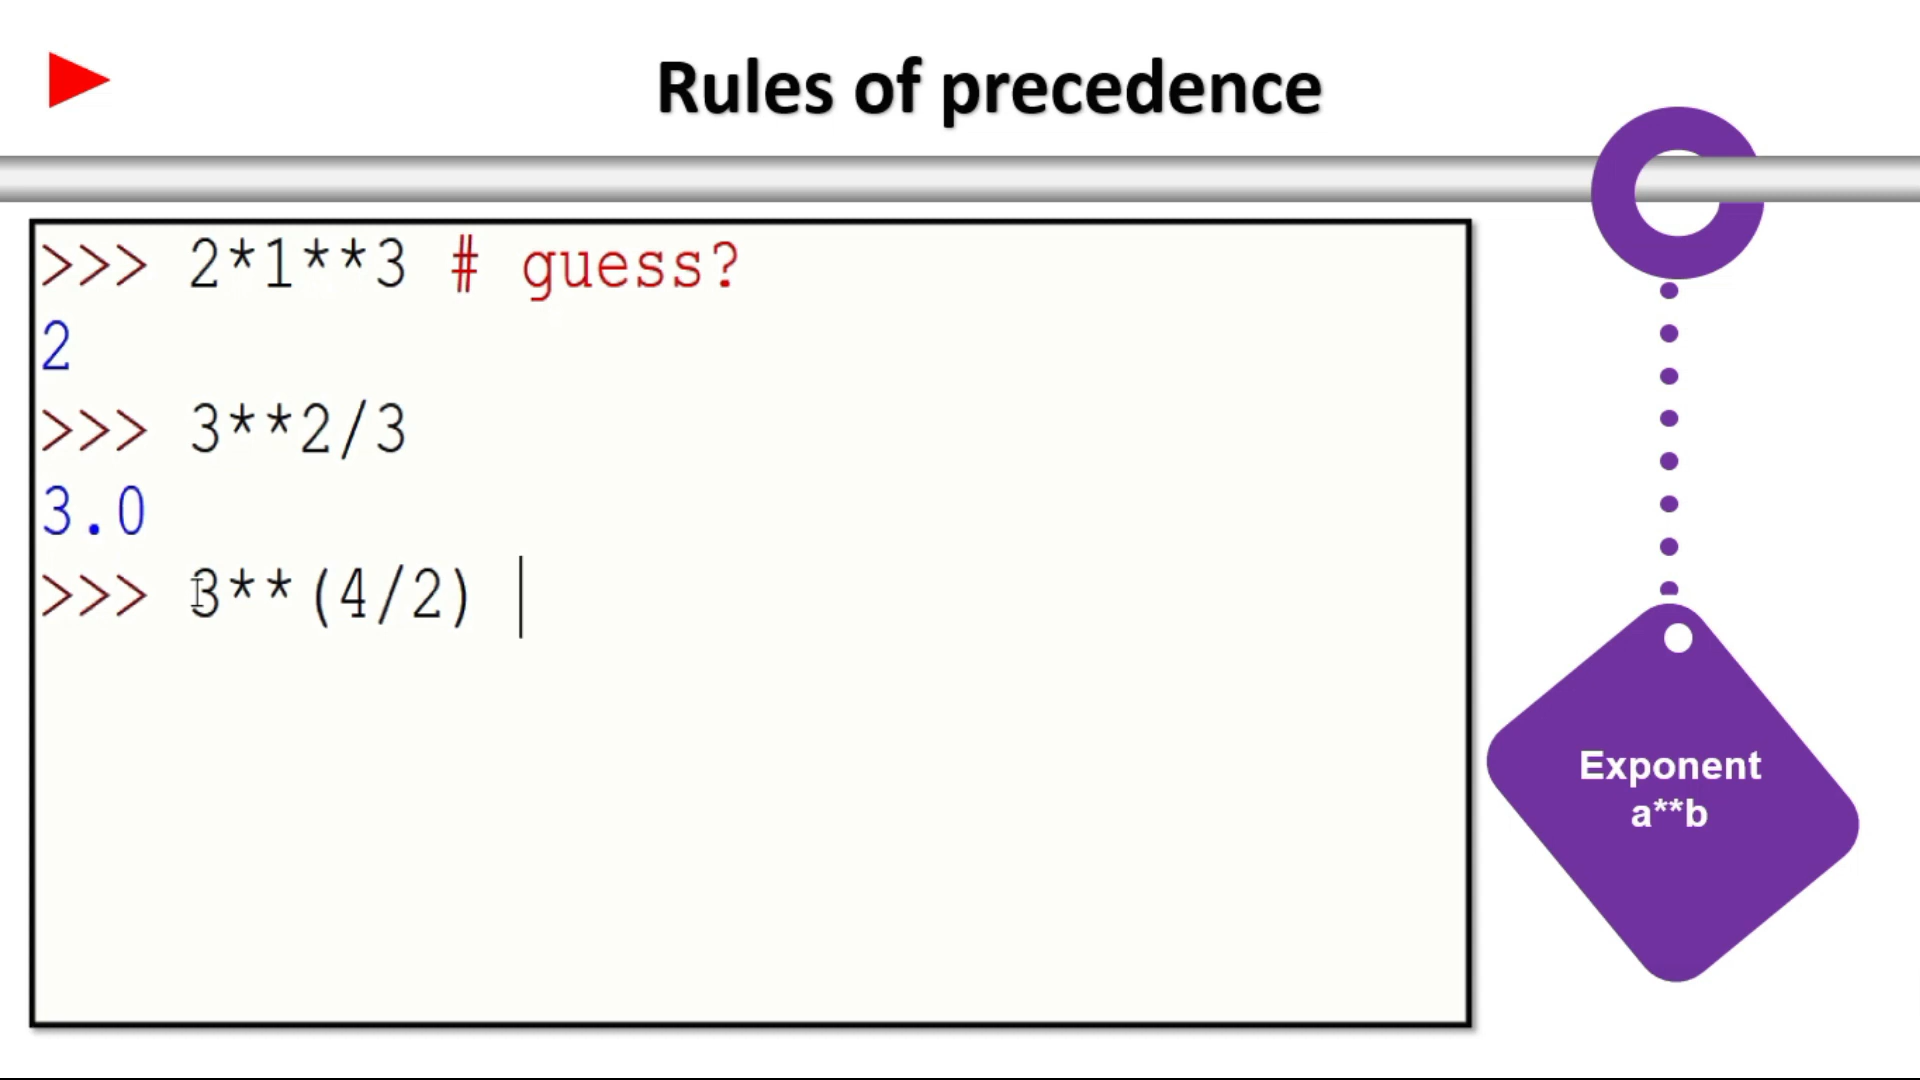 Rules of precedence
>>> 2*1**3 # guess?
2
>>> 3**2/3
3.0
>>> 3**(4/2)
Exponent
a**b